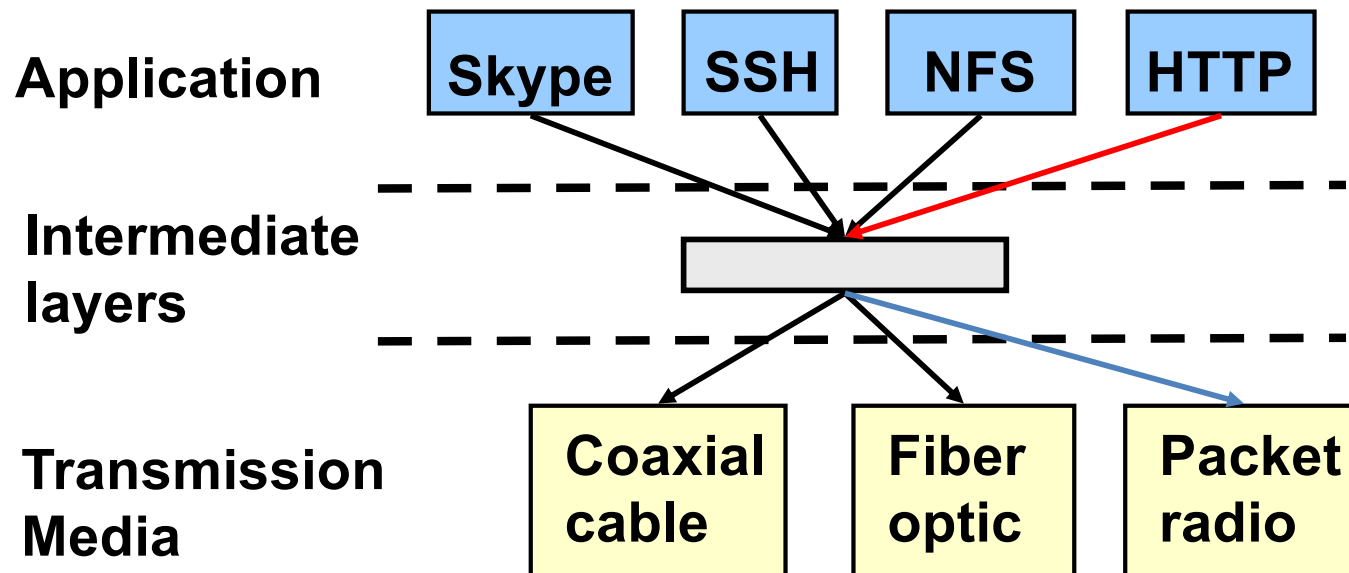 Application
Skype
SSH
NFS
HTTP
Intermediate
layers
Transmission
Media
Coaxial
cable
Fiber
optic
Packet
radio